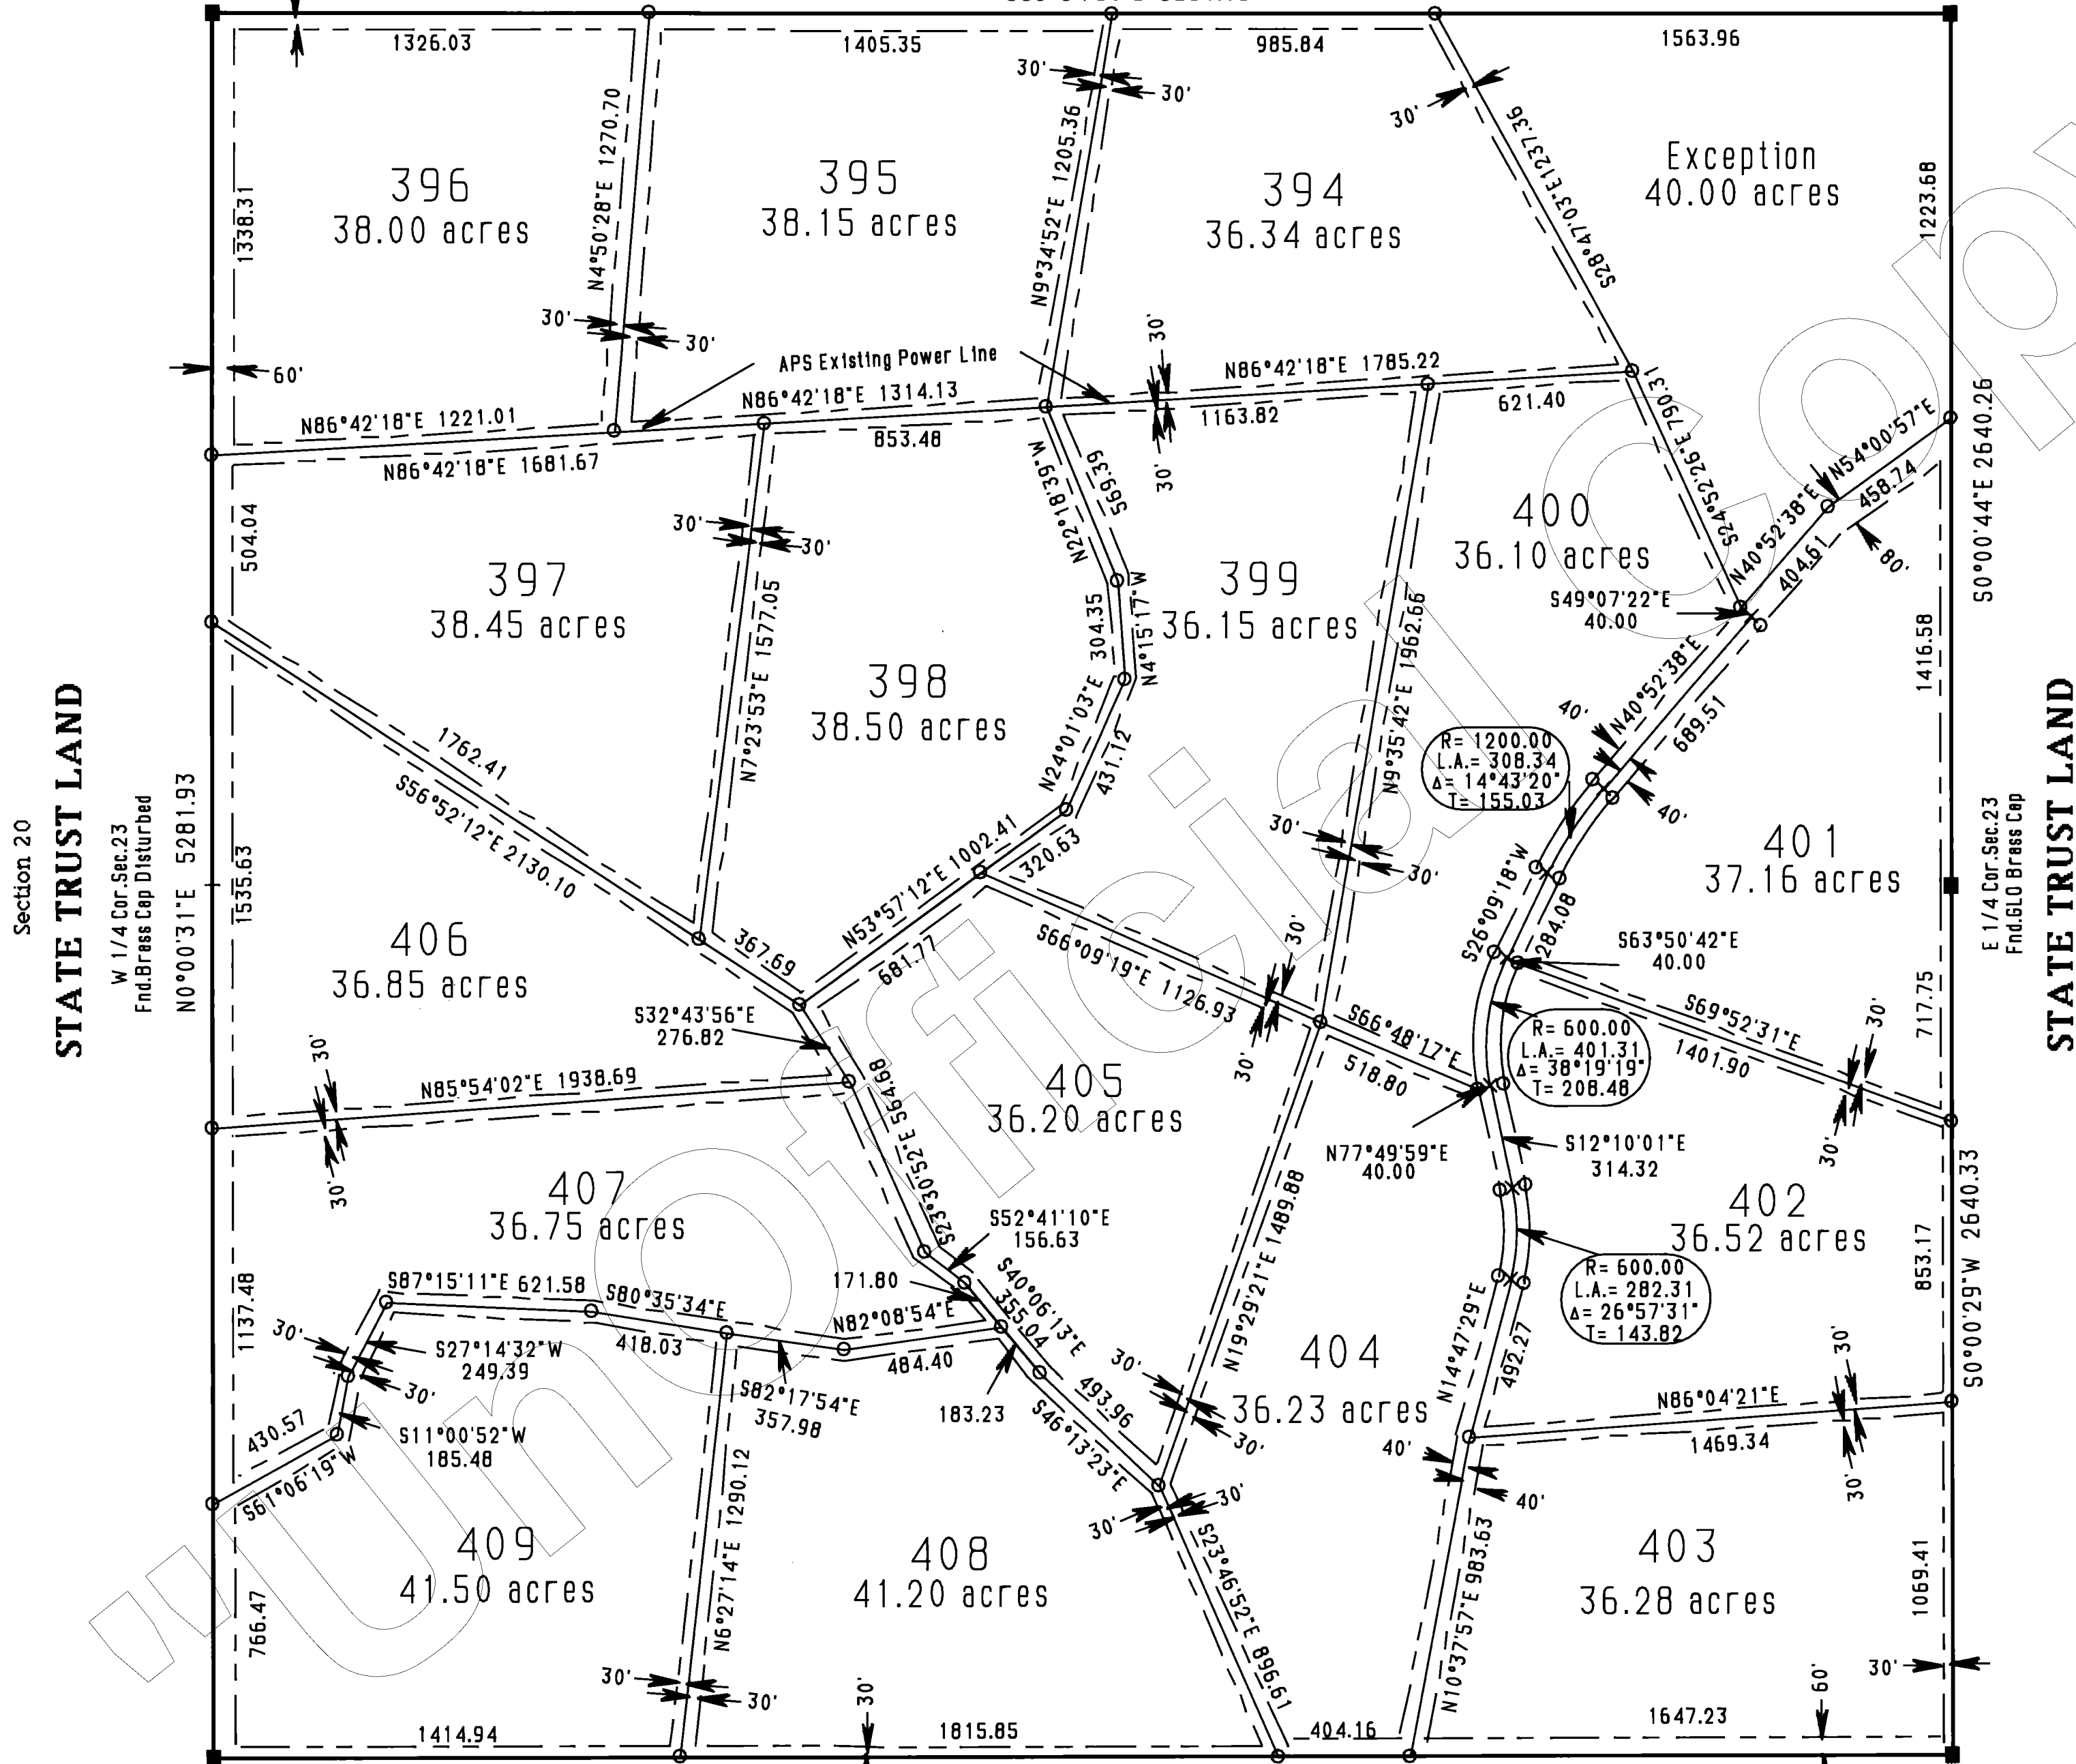 1326.03
1405.35
985.84
1563.96
30'
30'
30'
N4°50'28"E 1270.70
N9°34'52"E 1205.36
S28°47'03"E 1237.36
396
38.00 acres
395
38.15 acres
394
36.34 acres
Exception
40.00 acres
1338.31
1223.68
30'
30'
60'
APS Existing Power Line
30'
30'
N86°42'18"E 1221.01
N86°42'18"E 1314.13
N86°42'18"E 1785.22
N86°42'18"E 1681.67
853.48
1163.82
621.40
504.04
30'
30'
N22°18'39"W
569.39
S24°52'26"E 790.31
N54°00'57"E
458.74
80'
N40°52'38"E
404.61
S0°00'44"E 2640.26
397
38.45 acres
398
38.50 acres
399
36.15 acres
400
36.10 acres
N7°23'53"E 1577.05
304.35
N4°15'17"W
N9°35'42"E 1962.66
S49°07'22"E
40.00
1416.58
N40°52'38"E
689.51
40'
40'
R= 1200.00
L.A.= 308.34
Δ= 14°43'20"
T= 155.03
N24°01'03"E
431.12
1762.41
S56°52'12"E 2130.10
Section 20
STATE TRUST LAND
W 1/4 Cor.Sec.23
Fnd.Brass Cap Disturbed
N0°00'31"E 5281.93
1535.63
30'
30'
401
37.16 acres
E 1/4 Cor.Sec.23
Fnd.GLO Brass Cap
STATE TRUST LAND
N53°57'12"E 1002.41
320.63
681.77
367.69
S26°09'18"W
284.08
S63°50'42"E
40.00
406
36.85 acres
S66°09'19"E 1126.93
30'
30'
S66°48'17"E
518.80
S69°52'31"E
1401.90
30'
30'
717.75
S32°43'56"E
276.82
R= 600.00
L.A.= 401.31
Δ= 38°19'19"
T= 208.48
N85°54'02"E 1938.69
30'
30'
405
36.20 acres
S23°30'52"E 564.68
N77°49'59"E
40.00
S12°10'01"E
314.32
S0°00'29"W 2640.33
407
36.75 acres
402
36.52 acres
853.17
S52°41'10"E
156.63
N19°29'21"E 1489.88
R= 600.00
L.A.= 282.31
Δ= 26°57'31"
T= 143.82
1137.48
S87°15'11"E 621.58
S80°35'34"E
418.03
171.80
N82°08'54"E
484.40
S40°06'13"E
355.04
30'
30'
S27°14'32"W
249.39
S82°17'54"E
357.98
183.23
493.96
S46°13'23"E
404
36.23 acres
N14°47'29"E
492.27
N86°04'21"E
1469.34
30'
30'
30'
30'
40'
40'
430.57
S61°06'19"W
S11°00'52"W
185.48
409
41.50 acres
408
41.20 acres
403
36.28 acres
30'
30'
766.47
N6°27'14"E 1290.12
S23°46'52"E 896.61
N10°37'57"E 983.63
1069.41
30'
30'
30'
60'
30'
1414.94
1815.85
404.16
1647.23
"Unofficial Copy